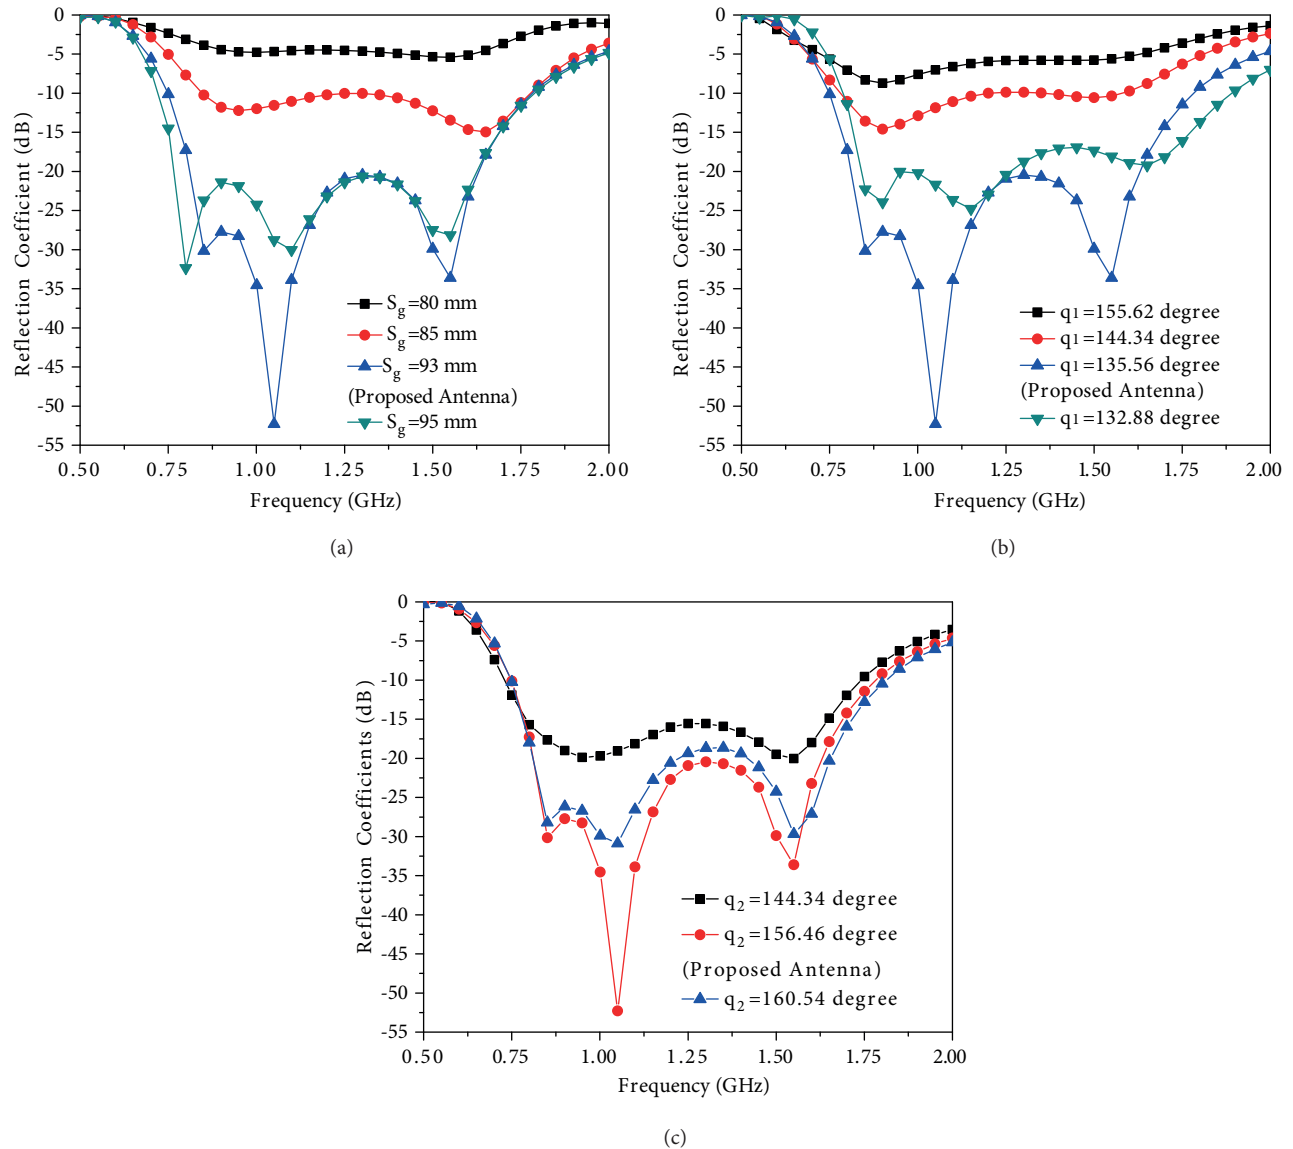 0
-5
-10
-15
-20
-25
-30
-35
-40
-45
-50
-55
Reflection Coefficient (dB)
S_g=80 mm
S_g=85 mm
S_g=93 mm
(Proposed Antenna)
S_g=95 mm
0.50 0.75 1.00 1.25 1.50 1.75 2.00
Frequency (GHz)
(a)
0
-5
-10
-15
-20
-25
-30
-35
-40
-45
-50
-55
Reflection Coefficient (dB)
q1=155.62 degree
q1=144.34 degree
q1=135.56 degree
(Proposed Antenna)
q1=132.88 degree
0.50 0.75 1.00 1.25 1.50 1.75 2.00
Frequency (GHz)
(b)
0
-5
-10
-15
-20
-25
-30
-35
-40
-45
-50
-55
Reflection Coefficients (dB)
q_2=144.34 degree
q_2=156.46 degree
(Proposed Antenna)
q_2=160.54 degree
0.50 0.75 1.00 1.25 1.50 1.75 2.00
Frequency (GHz)
(c)